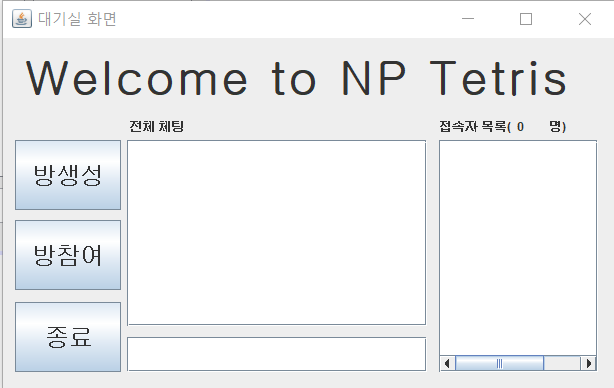 대기실 화면
Welcome to NP Tetris
전체 체팅
접속자 목록( 0 명)
방생성
방참여
종료